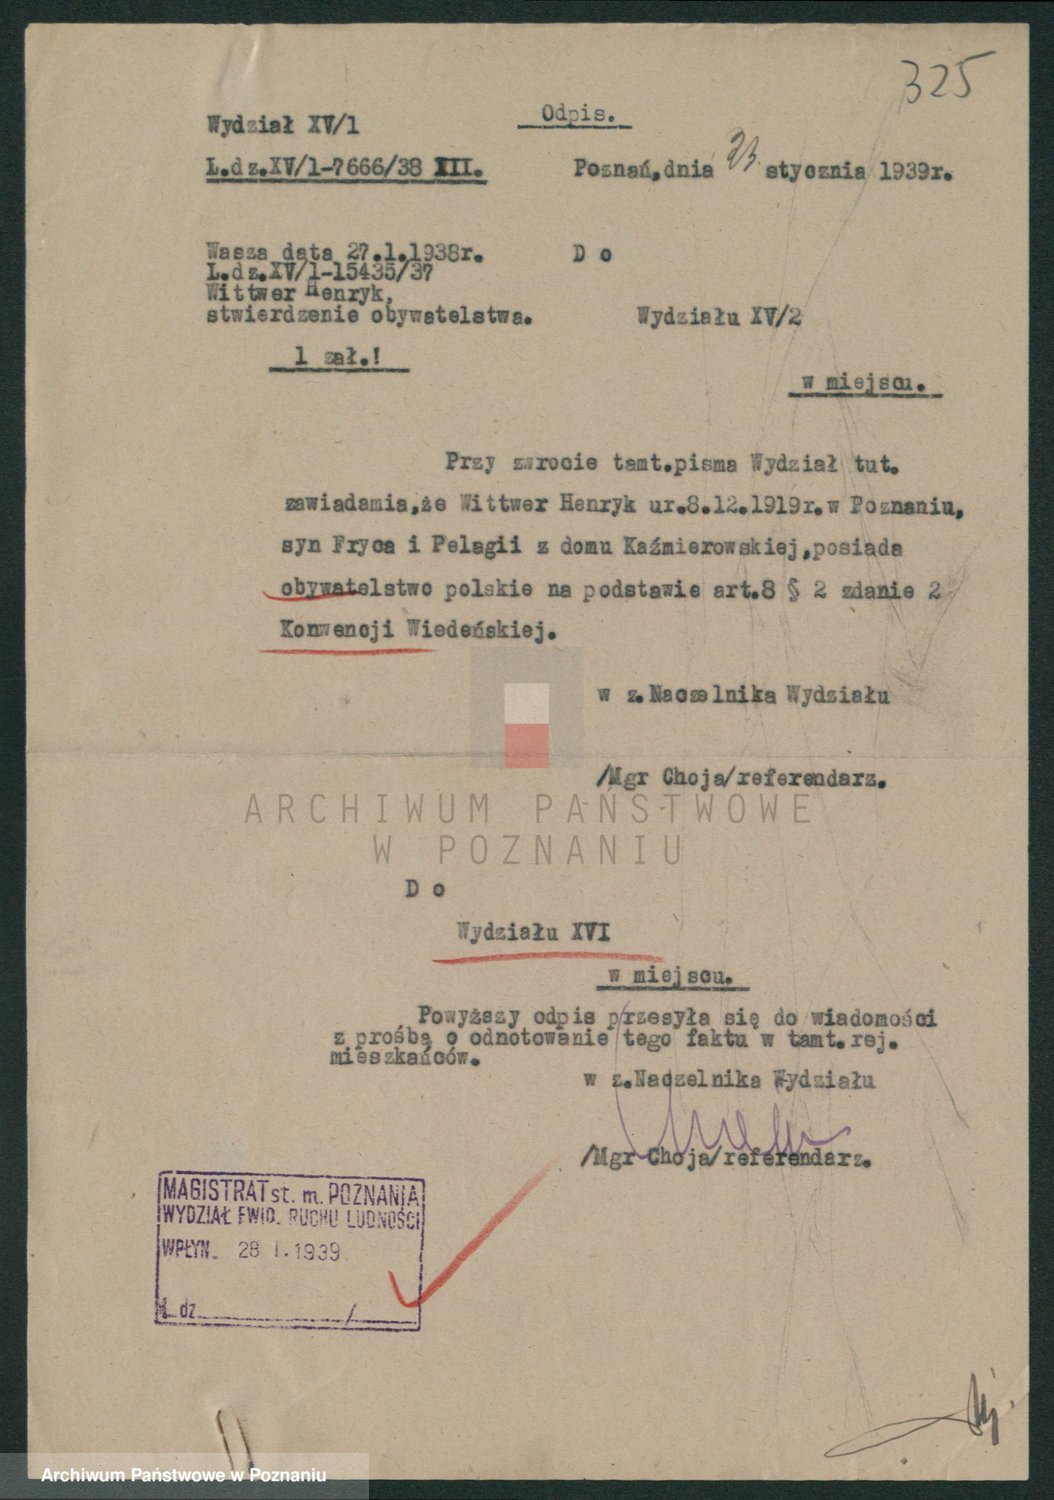 325
Odpis.
Wydział XV/1
L.dz.XV/1-7666/38 III.
Poznań,dnia 23 stycznia 1939r.
Wasza data 27.1.1938r.
L.dz.XV/1-15435/37
Wittwer Henryk,
stwierdzenie obywatelstwa.
D o
Wydziału XV/2
1 zał.!
w miejscu.
Przy zwrocie tamt.pisma Wydział tut.
zawiadamia,że Wittwer Henryk ur.8.12.1919r.w Poznaniu,
syn Fryca i Pelagii z domu Kaźmierowskiej,posiada
obywatelstwo polskie na podstawie art.8 § 2 zdanie 2
Konwencji Wiedeńskiej.
w z.Naczelnika Wydziału
/Mgr Choja/referendarz.
ARCHIWUM PAŃSTWOWE
W POZNANIU
D o
Wydziału XVI
w miejscu.
Powyższy odpis przesyła się do wiadomości
z prośbą o odnotowanie tego faktu w tamt.rej.
mieszkańców.
w z.Naczelnika Wydziału
/Mgr Choja/referendarz.
MAGISTRAT st. m. POZNANIA
WYDZIAŁ EWID. RUCHU LUDNOŚCI
WPŁYN. 28 I. 1939
L. dz. /
Archiwum Państwowe w Poznaniu